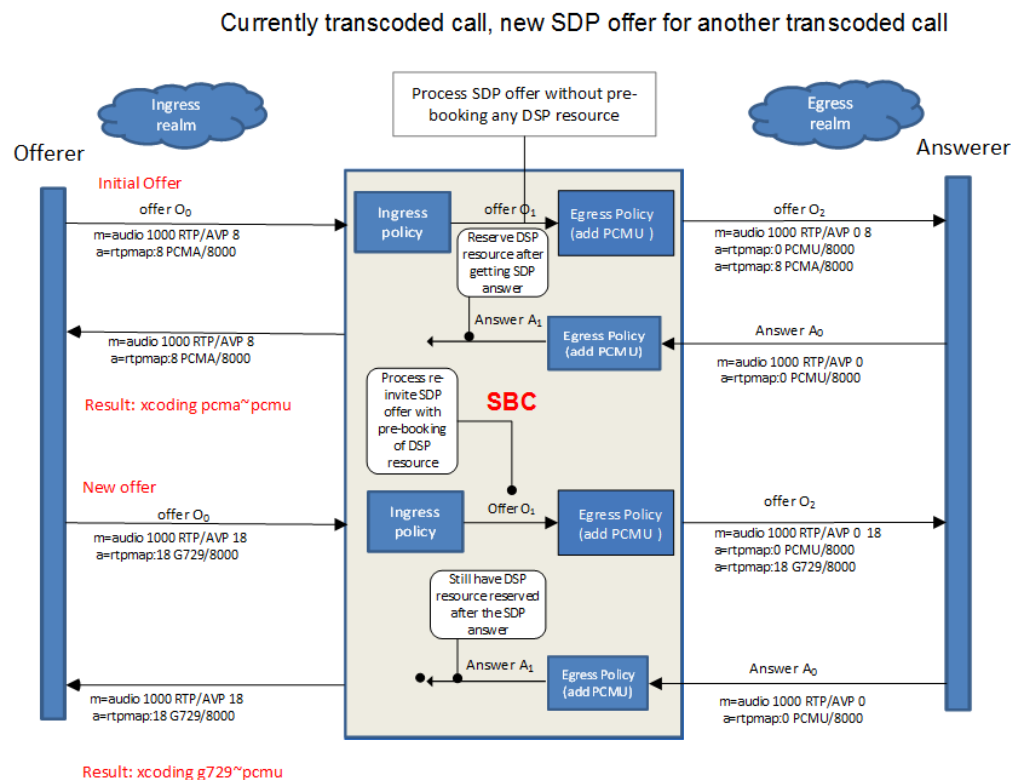 Currently transcoded call, new SDP offer for another transcoded call
Ingress
realm
Process SDP offer without pre-
booking any DSP resource
Egress
realm
Offerer
Answerer
Initial Offer
offer O0
m=audio 1000 RTP/AVP 8
a=rtpmap:8 PCMA/8000
Ingress
policy
offer O1
Egress Policy
(add PCMU )
offer O2
m=audio 1000 RTP/AVP 0 8
a=rtpmap:0 PCMU/8000
a=rtpmap:8 PCMA/8000
Reserve DSP
resource after
getting SDP
answer
m=audio 1000 RTP/AVP 8
a=rtpmap:8 PCMA/8000
Answer A1
Egress Policy
(add PCMU)
Answer A0
m=audio 1000 RTP/AVP 0
a=rtpmap:0 PCMU/8000
Result: xcoding pcma~pcmu
Process re-
invite SDP
offer with
pre-booking
of DSP
resource
SBC
New offer
offer O0
m=audio 1000 RTP/AVP 18
a=rtpmap:18 G729/8000
Ingress
policy
Offer O1
Egress Policy
(add PCMU )
offer O2
m=audio 1000 RTP/AVP 0 18
a=rtpmap:0 PCMU/8000
a=rtpmap:18 G729/8000
Still have DSP
resource reserved
after the SDP
answer
m=audio 1000 RTP/AVP 18
a=rtpmap:18 G729/8000
Answer A1
Egress Policy
(add PCMU)
Answer A0
m=audio 1000 RTP/AVP 0
a=rtpmap:0 PCMU/8000
Result: xcoding g729~pcmu